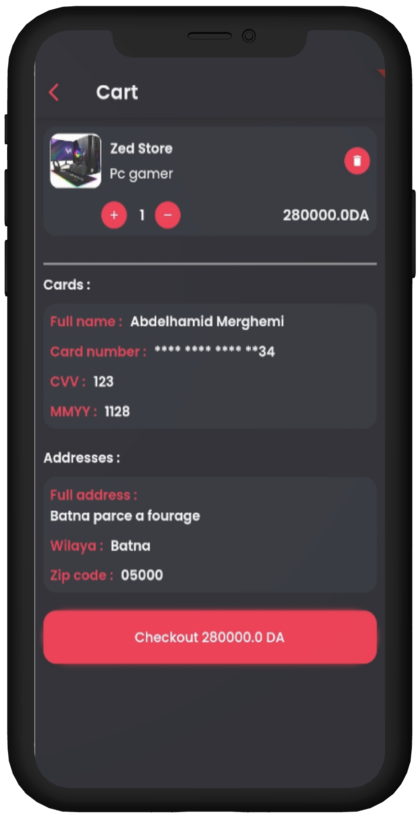 Cart
Zed Store
Pc gamer
+ 1 − 280000.0DA
Cards :
Full name : Abdelhamid Merghemi
Card number : **** **** **** **34
CVV : 123
MMYY : 1128
Addresses :
Full address :
Batna parce a fourage
Wilaya : Batna
Zip code : 05000
Checkout 280000.0 DA